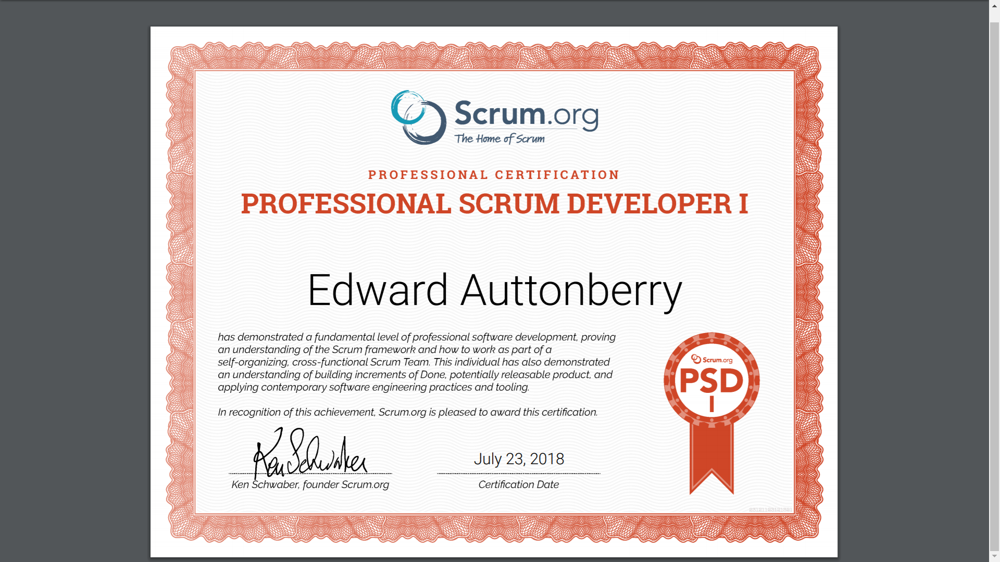 Scrum.org
The Home of Scrum
PROFESSIONAL CERTIFICATION
PROFESSIONAL SCRUM DEVELOPER I
Edward Auttonberry
has demonstrated a fundamental level of professional software development, proving
an understanding of the Scrum framework and how to work as part of a
self-organizing, cross-functional Scrum Team. This individual has also demonstrated
an understanding of building increments of Done, potentially releasable product, and
applying contemporary software engineering practices and tooling.
In recognition of this achievement, Scrum.org is pleased to award this certification.
Scrum.org
PSD
I
Ken Schwaber
July 23, 2018
Ken Schwaber, founder Scrum.org
Certification Date